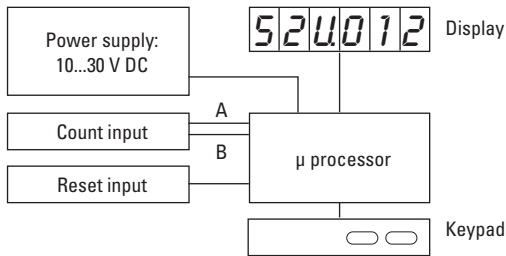 Power supply:
10...30 V DC
52U.012
Display
A
Count input
B
µ processor
Reset input
Keypad